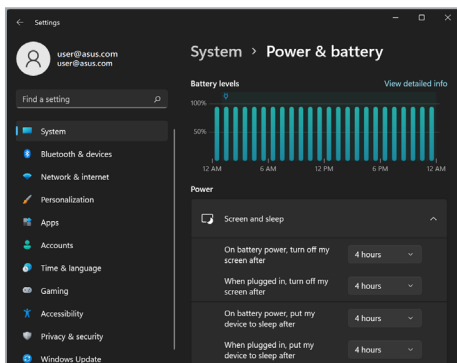 Settings
user@asus.com
user@asus.com
Find a setting
System
Bluetooth & devices
Network & internet
Personalization
Apps
Accounts
Time & language
Gaming
Accessibility
Privacy & security
Windows Update
System > Power & battery
Battery levels
View detailed info
100%
50%
12 AM 6 AM 12 PM 6 PM 12 AM
Power
Screen and sleep
On battery power, turn off my
screen after
4 hours
When plugged in, turn off my
screen after
4 hours
On battery power, put my
device to sleep after
4 hours
When plugged in, put my
device to sleep after
4 hours